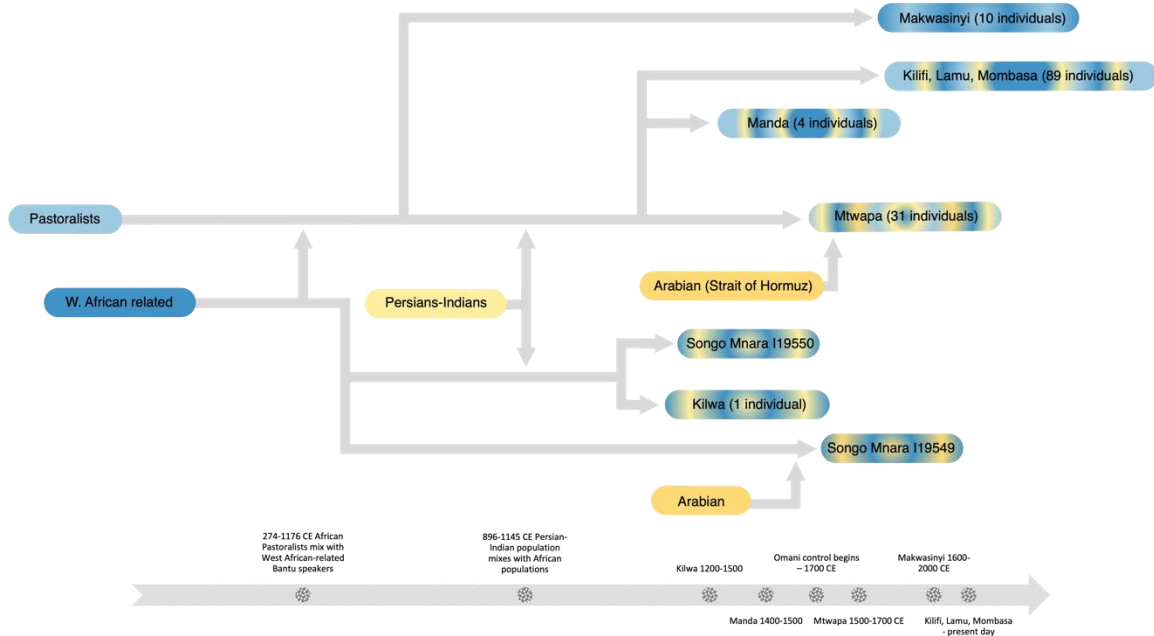 Makwasinyi (10 individuals)
Kilifi, Lamu, Mombasa (89 individuals)
Manda (4 individuals)
Pastoralists
Mtwapa (31 individuals)
W. African related
Persians-Indians
Arabian (Strait of Hormuz)
Songo Mnara I19550
Kilwa (1 individual)
Songo Mnara I19549
Arabian
274-1176 CE African
Pastoralists mix with
West African-related
Bantu speakers
896-1145 CE Persian-
Indian population
mixes with African
populations
Kilwa 1200-1500
Omani control begins
– 1700 CE
Makwasinyi 1600-
2000 CE
Manda 1400-1500
Mtwapa 1500-1700 CE
Kilifi, Lamu, Mombasa
- present day